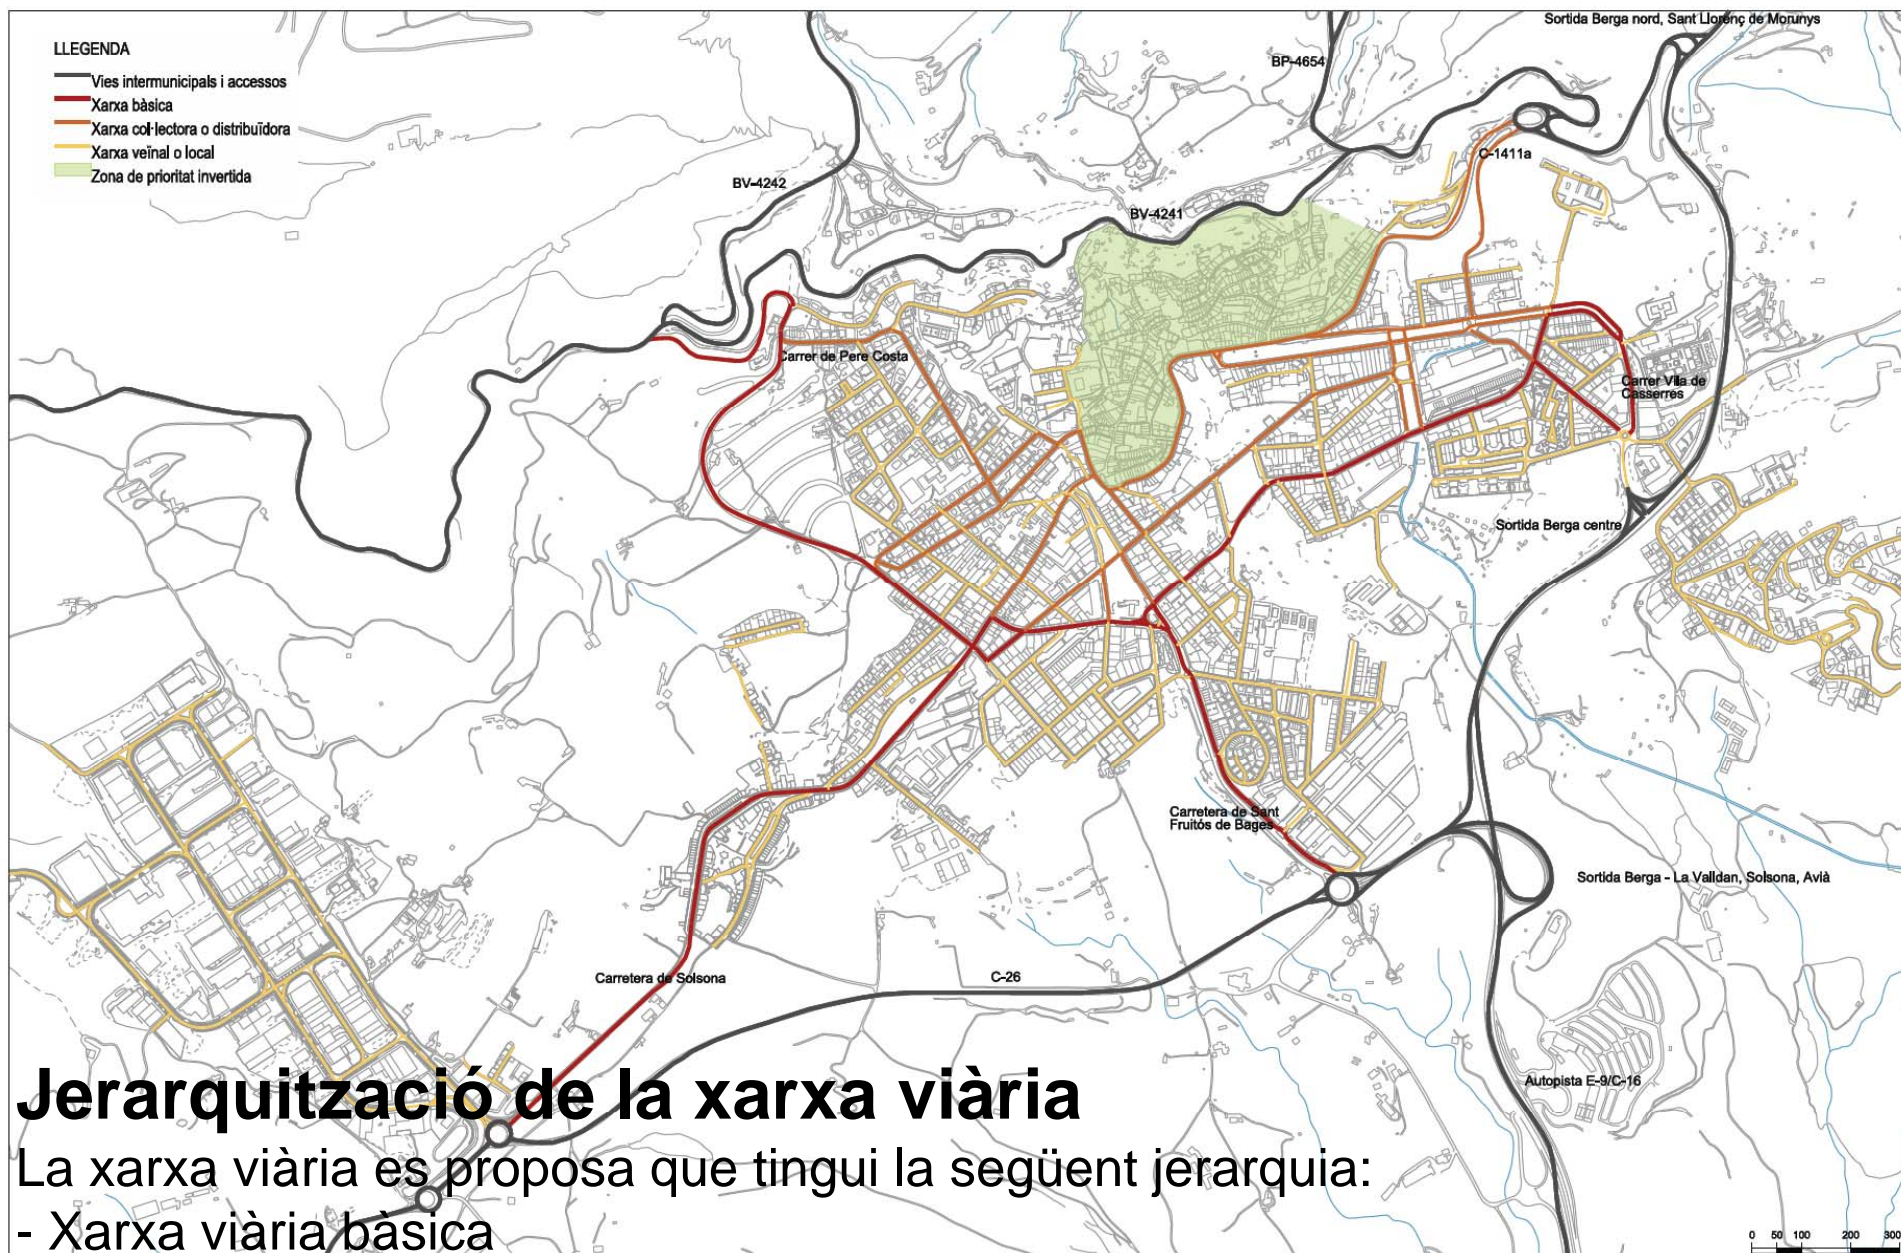 Sortida Berga nord, Sant Llorenç de Morunys
LLEGENDA
Vies intermunicipals i accessos
Xarxa bàsica
Xarxa col·lectora o distribuïdora
Xarxa veïnal o local
Zona de prioritat invertida
BP-4654
C-1411a
BV-4242
BV-4241
Carrer de Pere Costa
Carrer Villa de
Casserres
Sortida Berga centre
Carretera de Sant
Fruitós de Bages
Sortida Berga - La Valldan, Solsona, Avià
Carretera de Solsona
C-26
Autopista E-9/C-16
Jerarquització de la xarxa viària
La xarxa viària es proposa que tingui la següent jerarquia:
- Xarxa viària bàsica
0 50 100 200 300